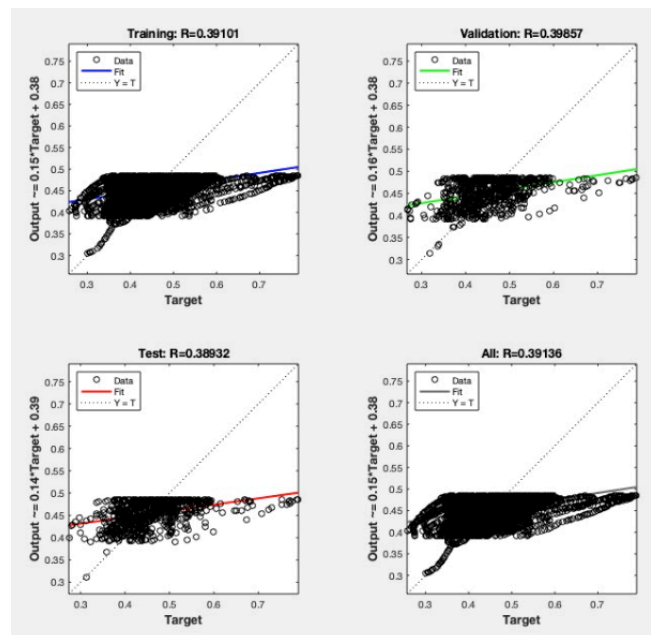 Training: R=0.39101
Output ~= 0.15*Target + 0.38
0.75
0.7
0.65
0.6
0.55
0.5
0.45
0.4
0.35
0.3
Data
Fit
Y = T
0.3 0.4 0.5 0.6 0.7
Target
Validation: R=0.39857
Output ~= 0.16*Target + 0.38
0.75
0.7
0.65
0.6
0.55
0.5
0.45
0.4
0.35
0.3
Data
Fit
Y = T
0.3 0.4 0.5 0.6 0.7
Target
Test: R=0.38932
Output ~= 0.14*Target + 0.39
0.75
0.7
0.65
0.6
0.55
0.5
0.45
0.4
0.35
0.3
Data
Fit
Y = T
0.3 0.4 0.5 0.6 0.7
Target
All: R=0.39136
Output ~= 0.15*Target + 0.38
0.75
0.7
0.65
0.6
0.55
0.5
0.45
0.4
0.35
0.3
Data
Fit
Y = T
0.3 0.4 0.5 0.6 0.7
Target